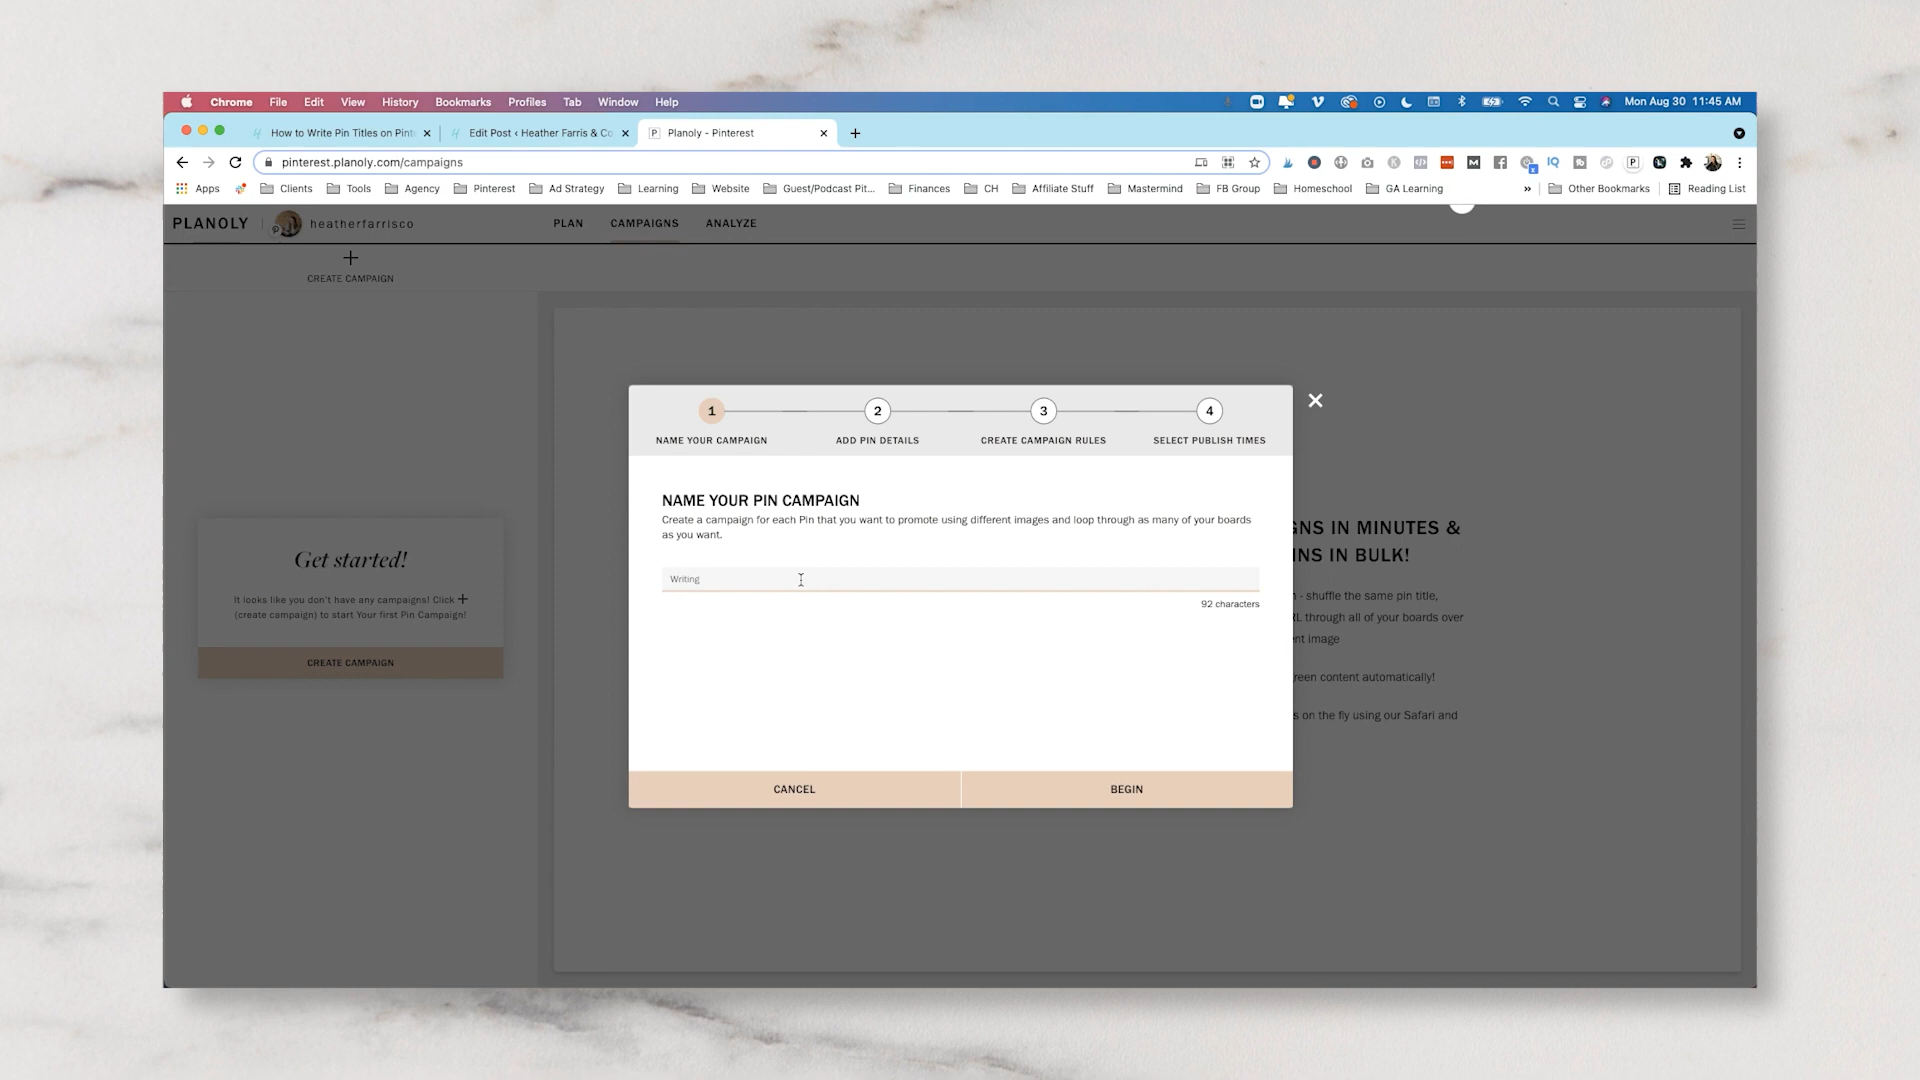 Chrome File Edit View History Bookmarks Profiles Tab Window Help Mon Aug 30 11:45 AM
How to Write Pin Titles on Pint Edit Post ‹ Heather Farris & Co Planoly - Pinterest
pinterest.planoly.com/campaigns
Apps Clients Tools Agency Pinterest Ad Strategy Learning Website Guest/Podcast Pit... Finances CH Affiliate Stuff Mastermind FB Group Homeschool GA Learning » Other Bookmarks Reading List
PLANOLY heatherfarrisco PLAN CAMPAIGNS ANALYZE
CREATE CAMPAIGN
Get started!
It looks like you don't have any campaigns! Click +
(create campaign) to start Your first Pin Campaign!
CREATE CAMPAIGN
1 2 3 4
NAME YOUR CAMPAIGN ADD PIN DETAILS CREATE CAMPAIGN RULES SELECT PUBLISH TIMES
NAME YOUR PIN CAMPAIGN
Create a campaign for each Pin that you want to promote using different images and loop through as many of your boards
as you want.
Writing
92 characters
CANCEL BEGIN
GNS IN MINUTES &
INS IN BULK!
- shuffle the same pin title,
RL through all of your boards over
ent image
reen content automatically!
s on the fly using our Safari and